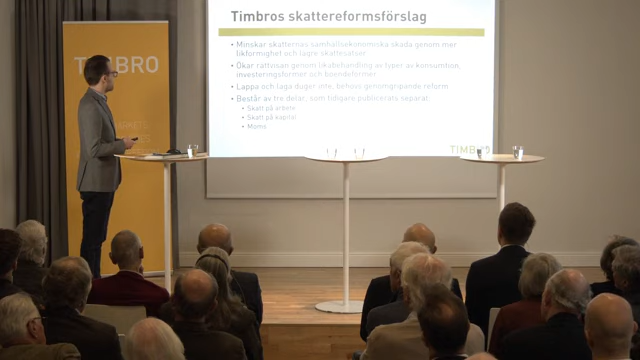 Timbros skattereformsförslag
• Minskar skatternas samhällsekonomiska skada genom mer
likformighet och lägre skattesatser
• Ökar rättvisan genom likabehandling av typer av konsumtion,
investeringsformer och boendeformer
• Lappa och laga duger inte, behövs genomgripande reform
• Består av tre delar, som tidigare publicerats separat:
• Skatt på arbete
• Skatt på kapital
• Moms
TIMBRO
TIMBRO